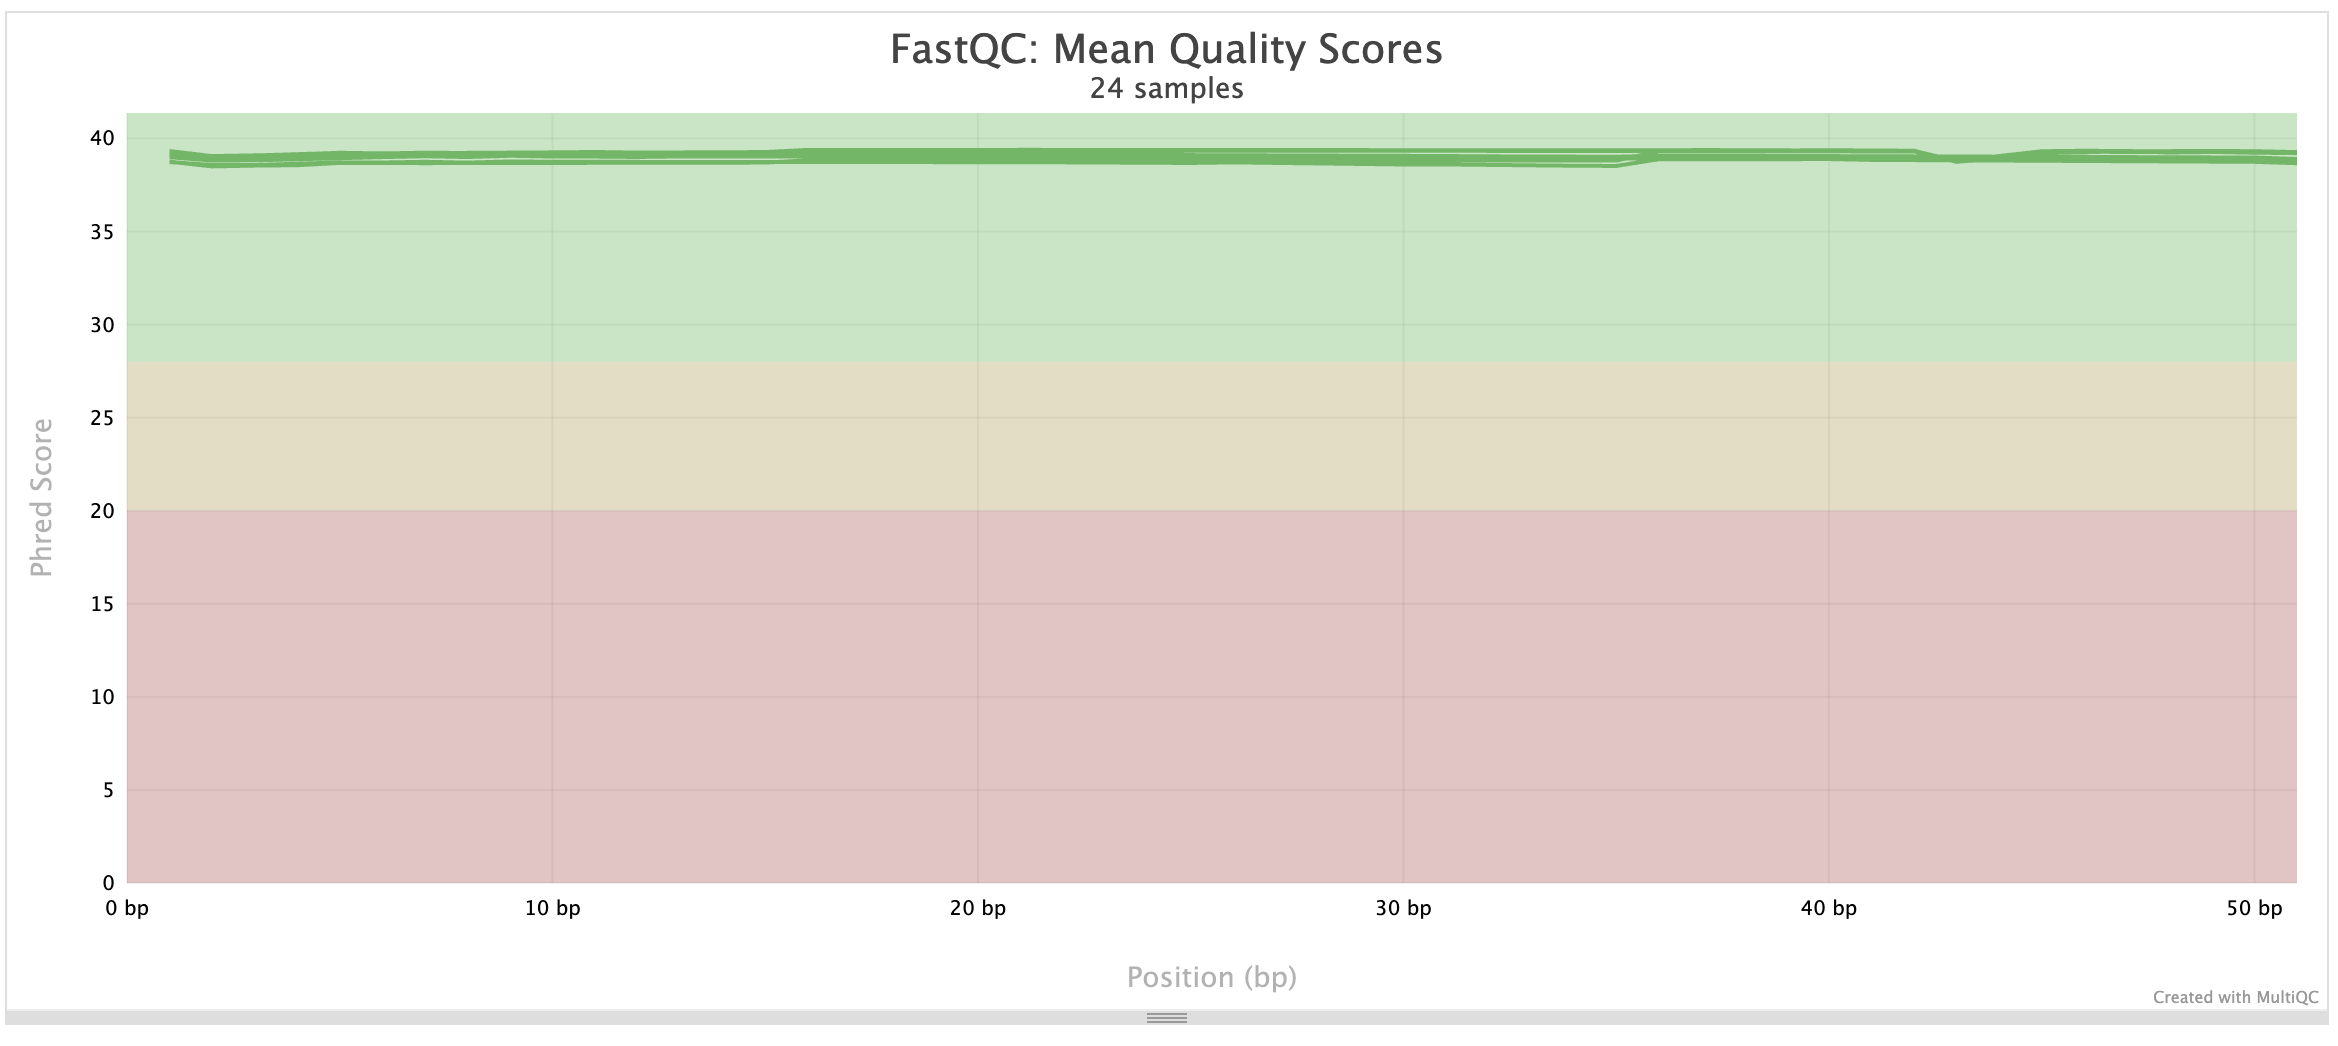 FastQC: Mean Quality Scores
24 samples
Phred Score
40
35
30
25
20
15
10
5
0
0 bp
10 bp
20 bp
30 bp
40 bp
50 bp
Position (bp)
Created with MultiQC